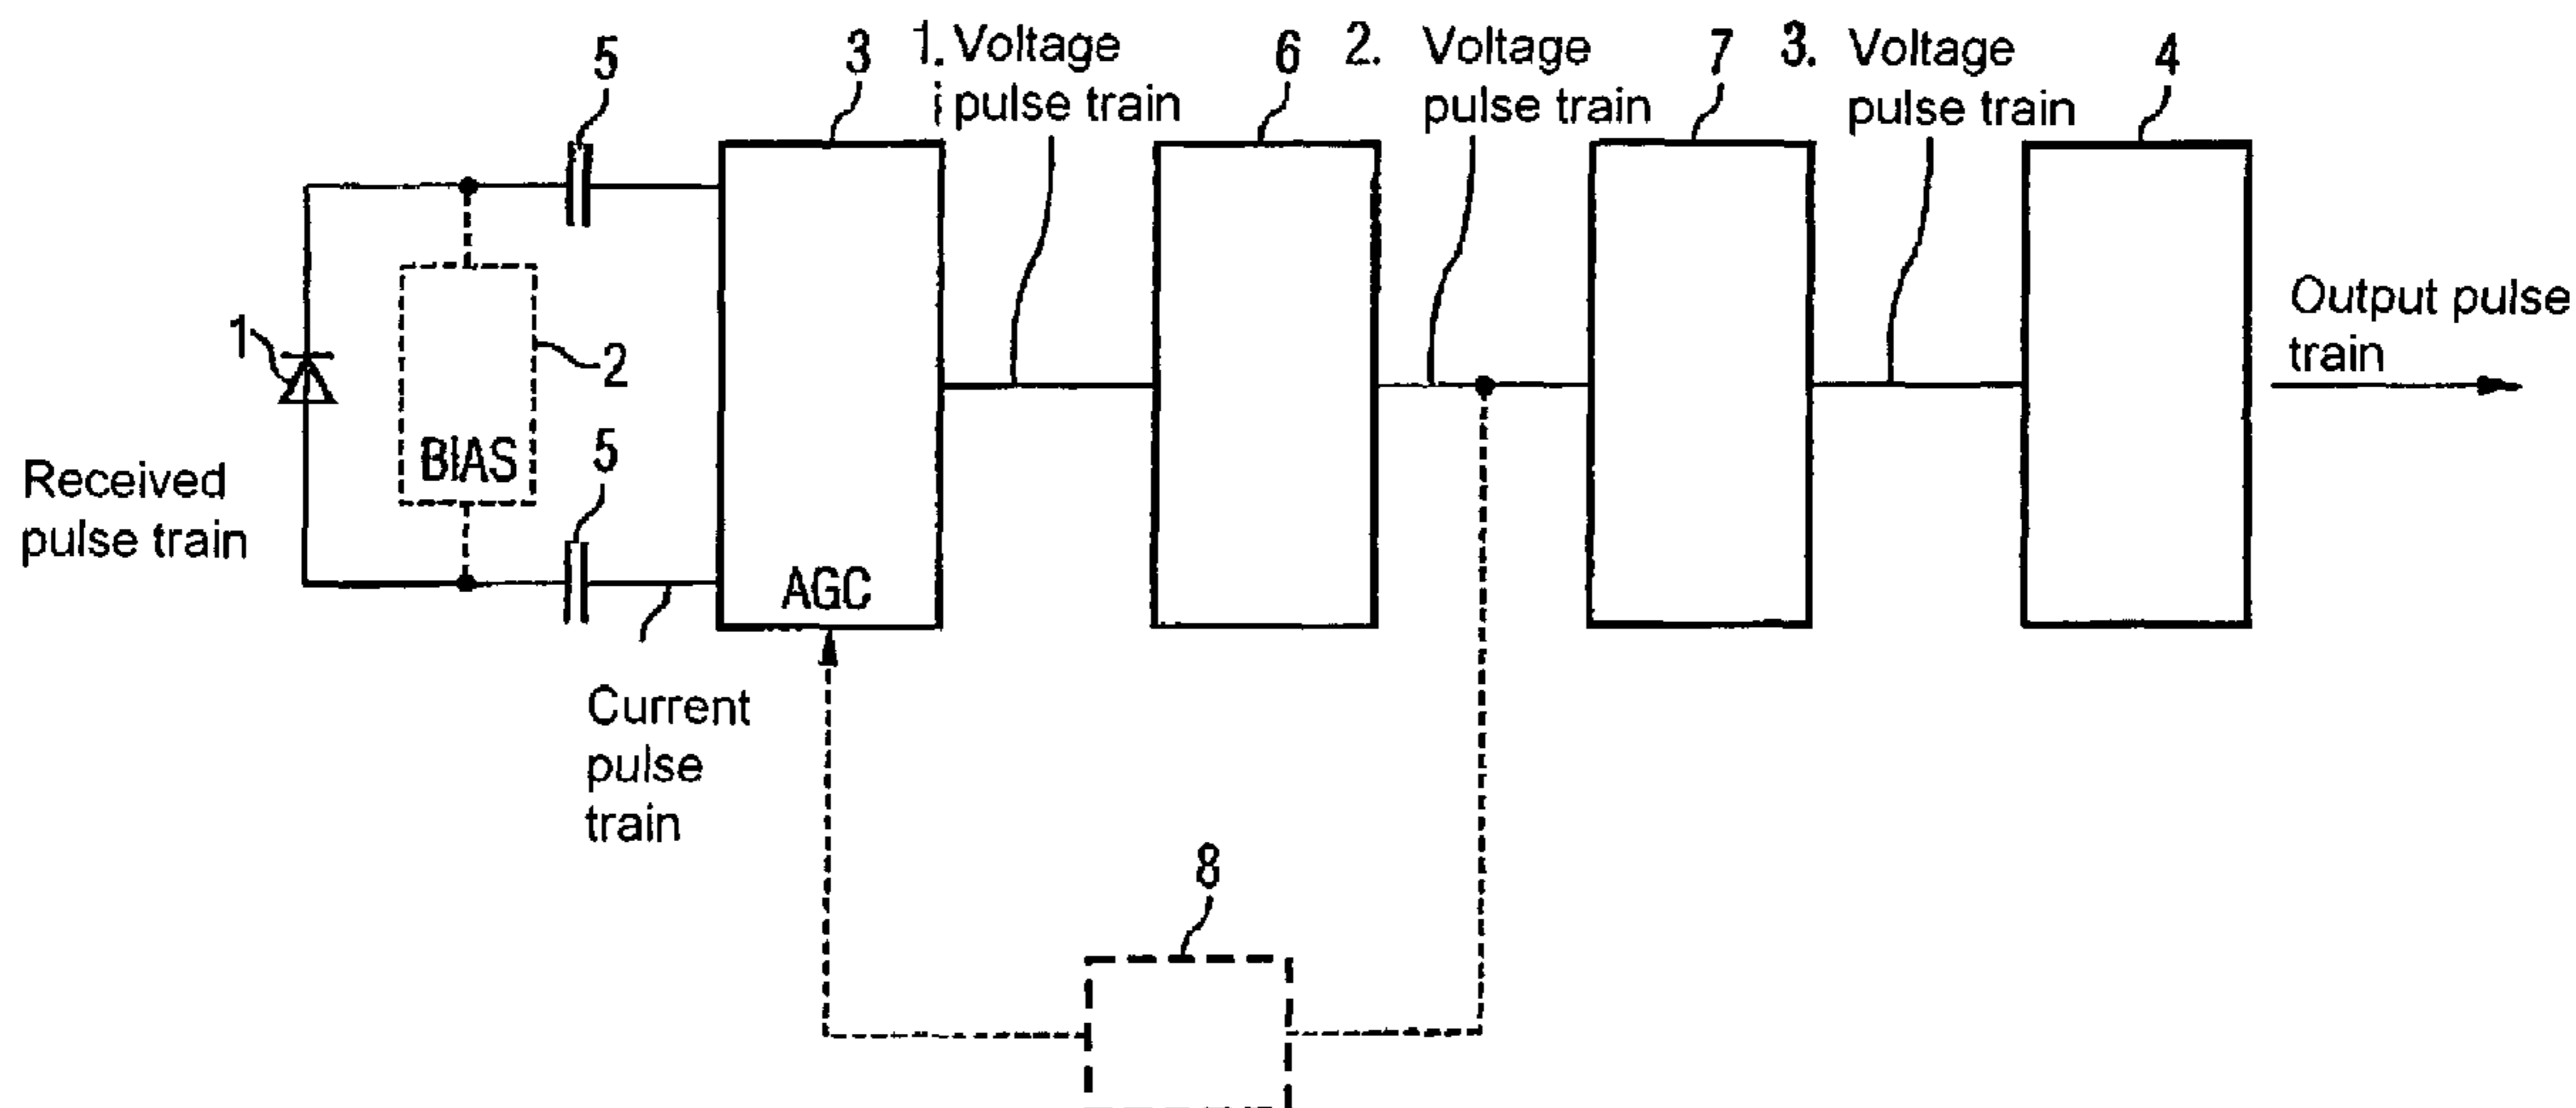 5
3
1. Voltage
pulse train
6
2. Voltage
pulse train
7
3. Voltage
pulse train
4
1
2
BIAS
Output pulse
train
Received
pulse train
5
AGC
Current
pulse
train
8